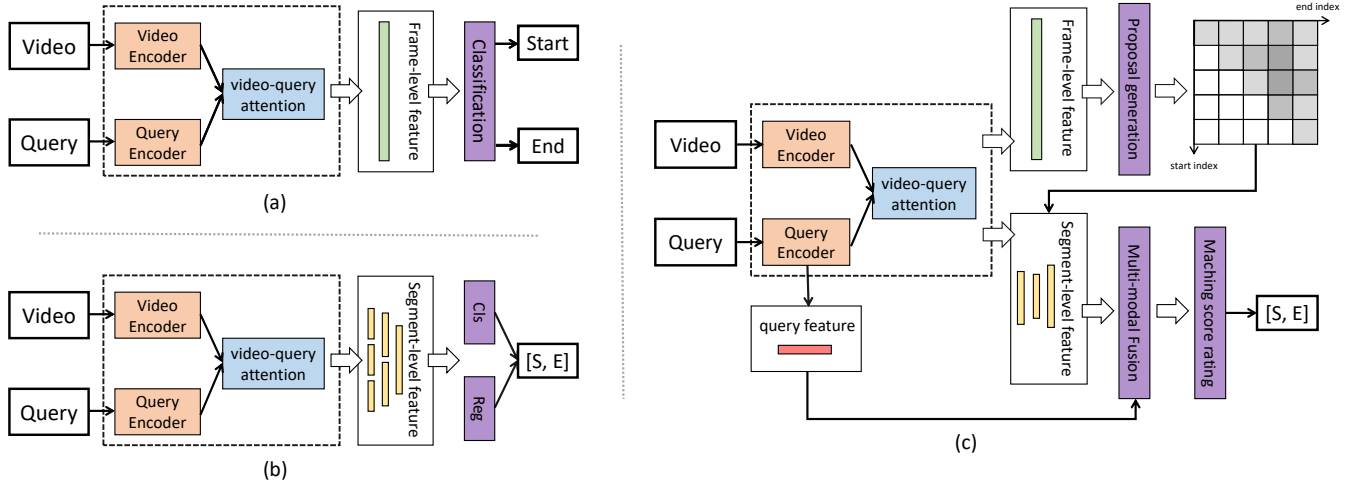 Video
Video
Encoder
Query
Query
Encoder
video-query
attention
Frame-level feature
Classification
Start
End
(a)
Video
Video
Encoder
Query
Query
Encoder
video-query
attention
Segment-level feature
Cls
Reg
[S, E]
(b)
Video
Video
Encoder
Query
Query
Encoder
video-query
attention
Frame-level feature
Proposal generation
end index
start index
query feature
Segment-level feature
Multi-modal Fusion
Maching score
rating
[S, E]
(c)